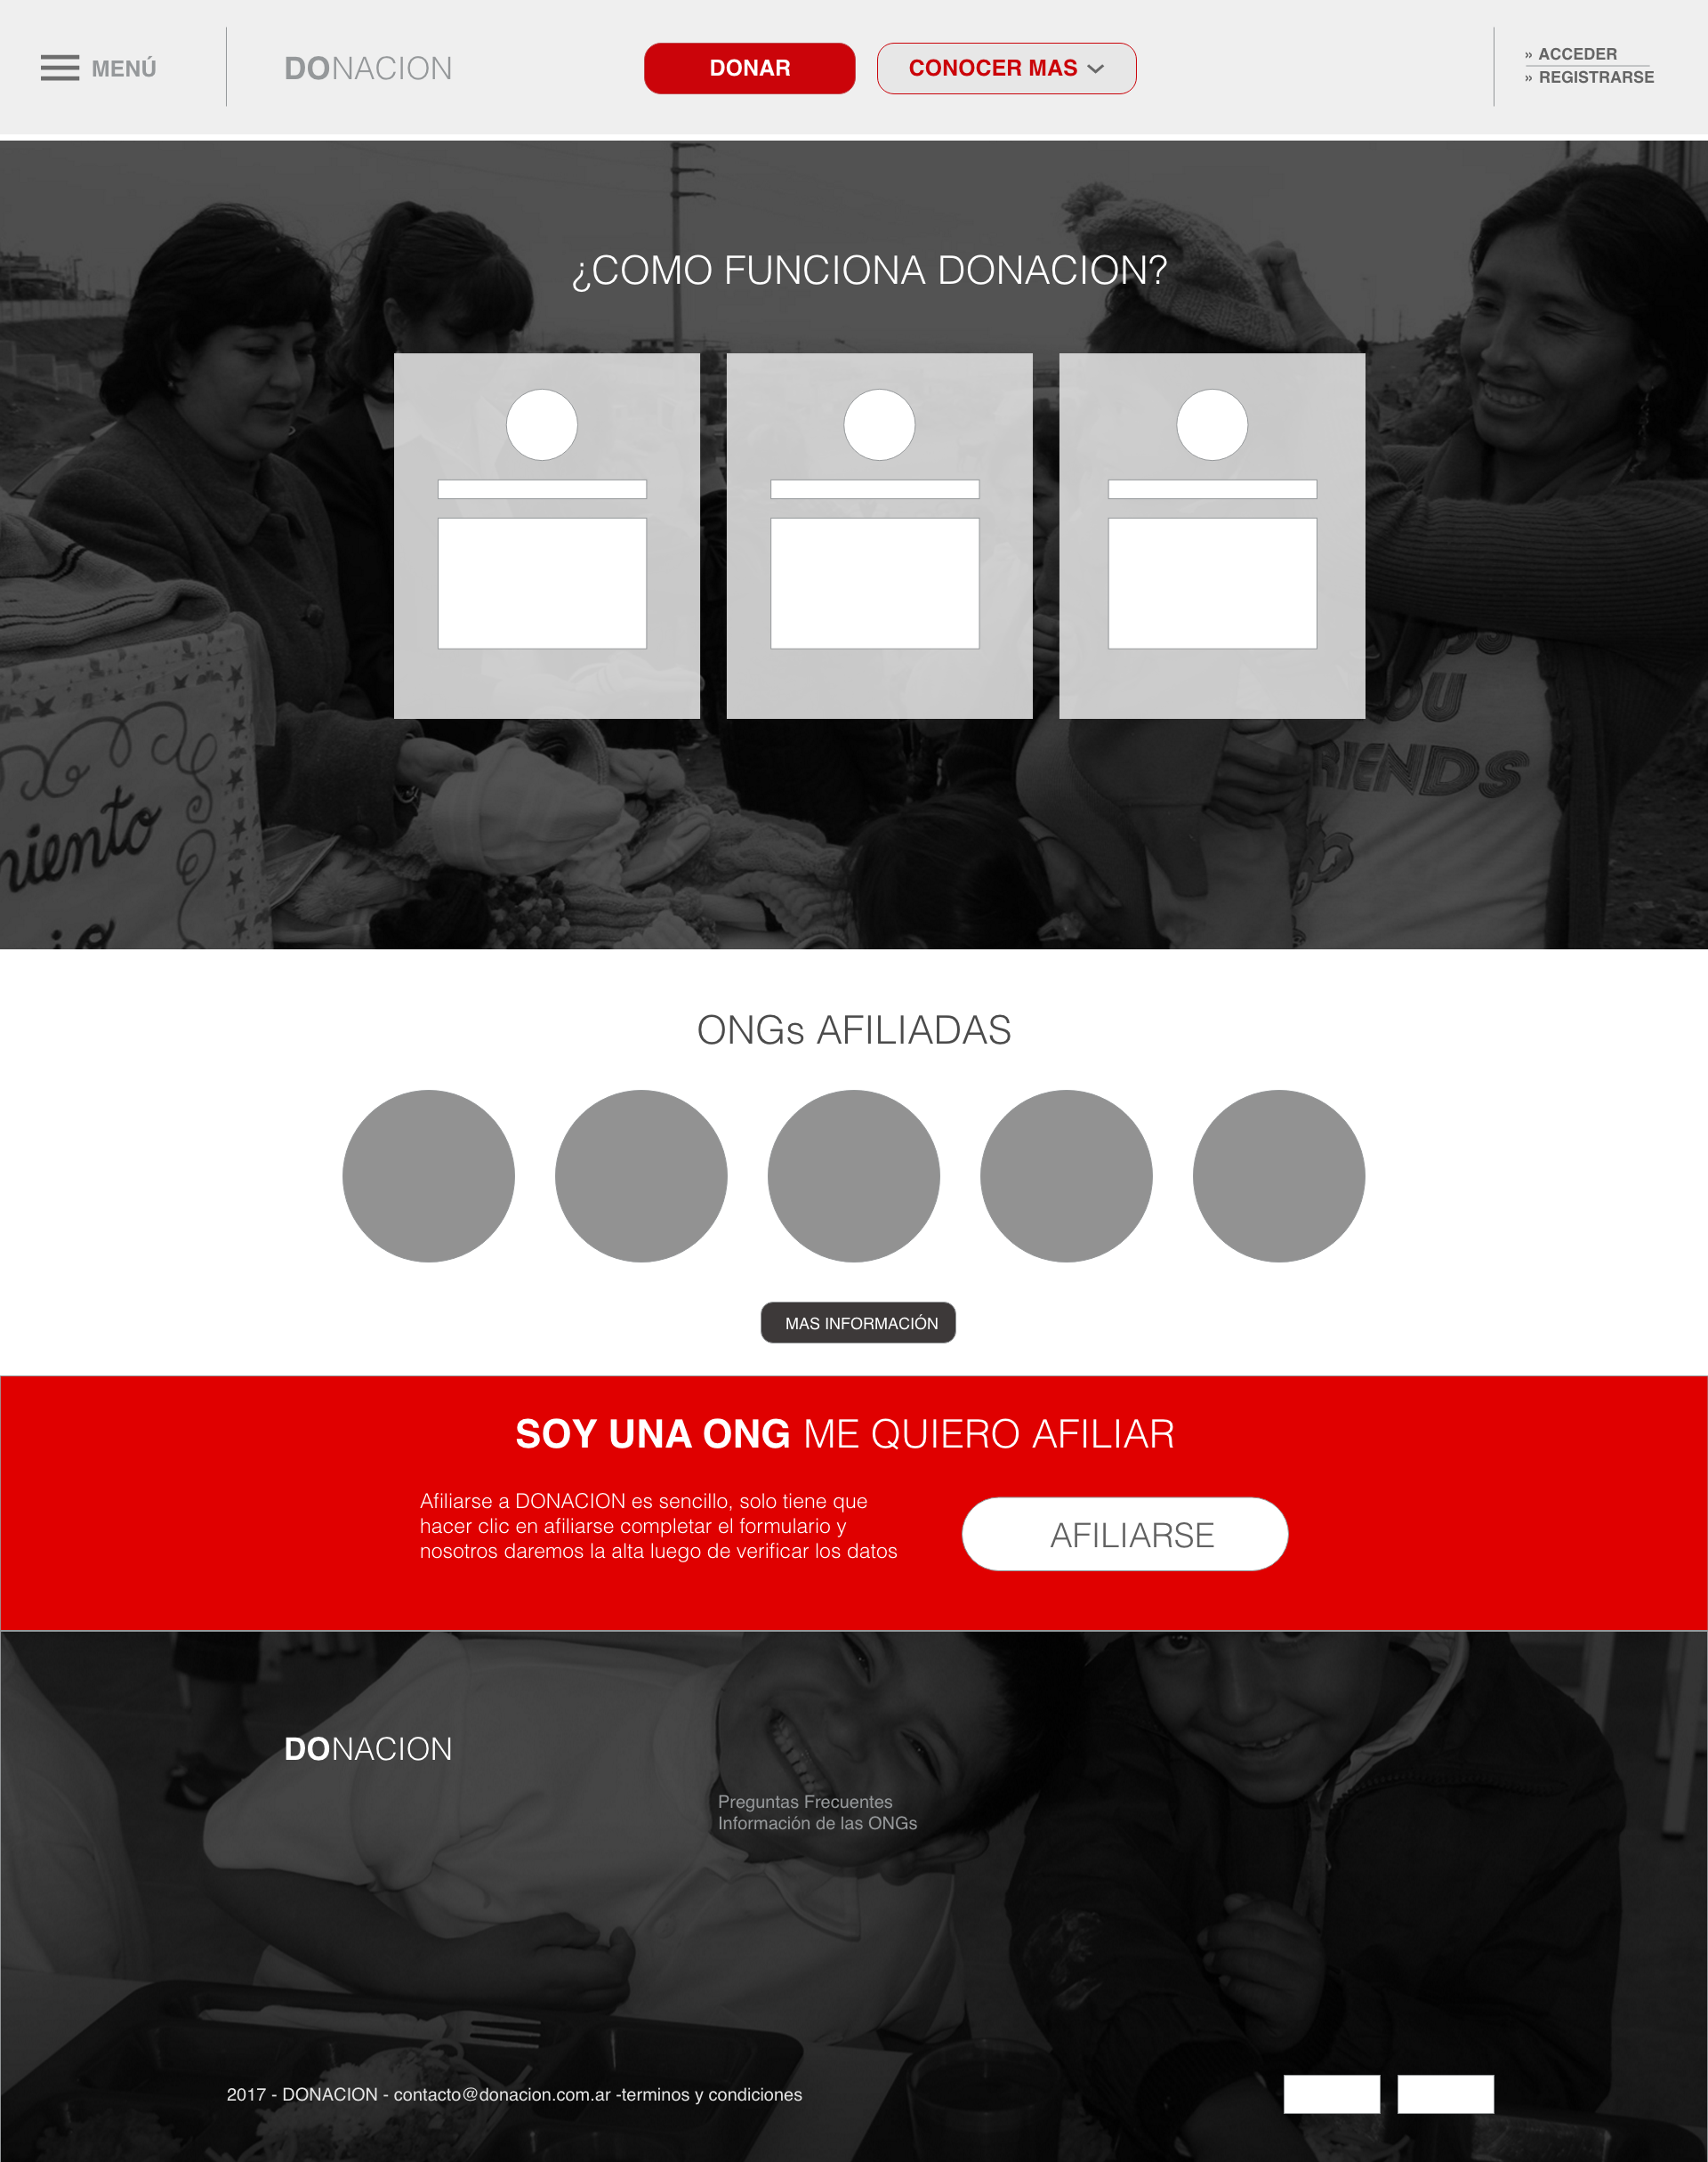 MENÚ
DONACION
DONAR
CONOCER MAS
» ACCEDER
» REGISTRARSE
¿COMO FUNCIONA DONACION?
YOU
FRIENDS
niento
ONGs AFILIADAS
MAS INFORMACIÓN
SOY UNA ONG ME QUIERO AFILIAR
Afiliarse a DONACION es sencillo, solo tiene que
hacer clic en afiliarse completar el formulario y
nosotros daremos la alta luego de verificar los datos
AFILIARSE
DONACION
Preguntas Frecuentes
Información de las ONGs
2017 - DONACION - contacto@donacion.com.ar -terminos y condiciones